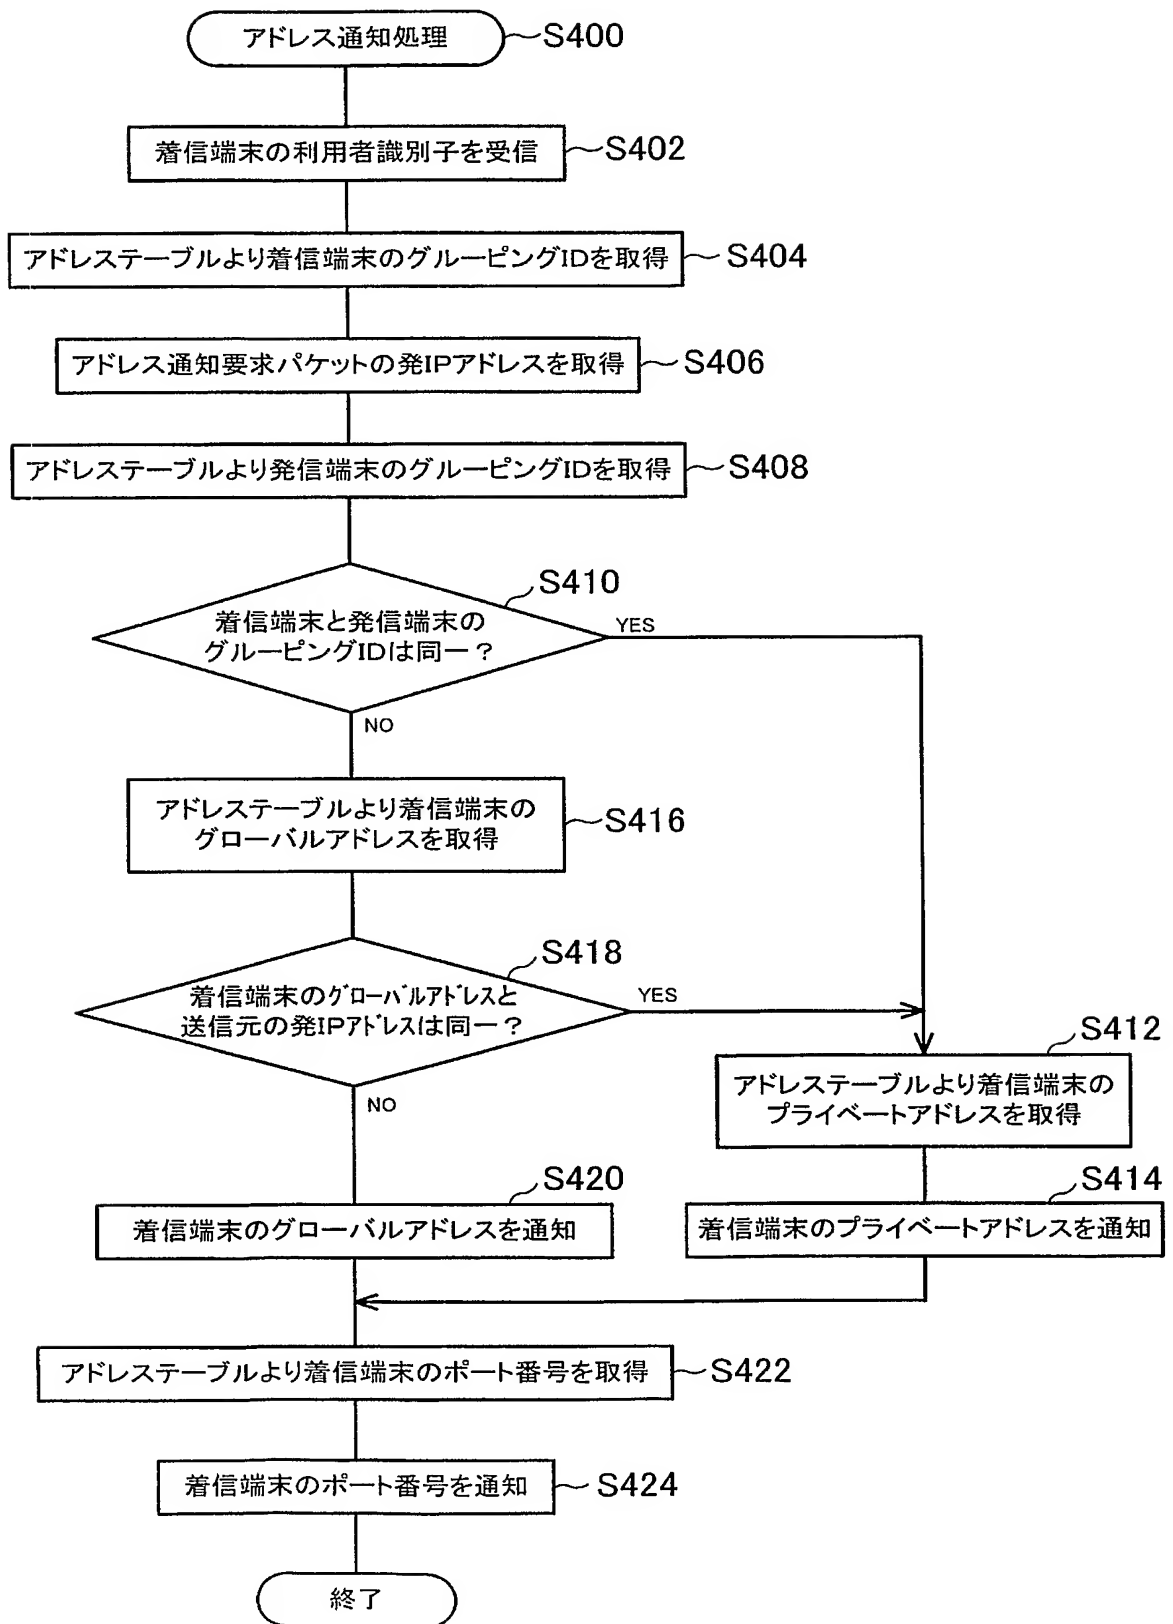 アドレス通知処理
S400
着信端末の利用者識別子を受信
S402
アドレステーブルより着信端末のグルーピングIDを取得
S404
アドレス通知要求パケットの発IPアドレスを取得
S406
アドレステーブルより発信端末のグルーピングIDを取得
S408
S410
着信端末と発信端末の
グルーピングIDは同一?
YES
NO
アドレステーブルより着信端末の
グローバルアドレスを取得
S416
S418
着信端末のグローバルアドレスと
送信元の発IPアドレスは同一?
YES
NO
S412
アドレステーブルより着信端末の
プライベートアドレスを取得
S420
着信端末のグローバルアドレスを通知
S414
着信端末のプライベートアドレスを通知
アドレステーブルより着信端末のポート番号を取得
S422
着信端末のポート番号を通知
S424
終了